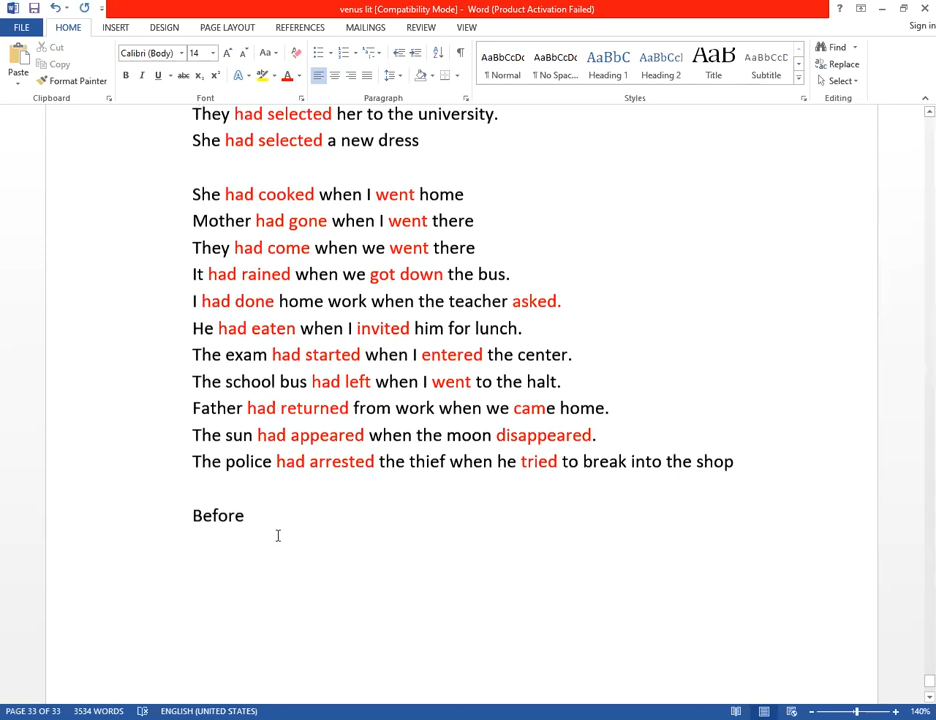 venus lit [Compatibility Mode] - Word (Product Activation Failed)
Sign in
FILE HOME INSERT DESIGN PAGE LAYOUT REFERENCES MAILINGS REVIEW VIEW
Paste
Cut
Copy
Format Painter
Clipboard
Calibri (Body) 14
Font
Paragraph
AaBbCcDc AaBbCcDc AaBbC AaBbCcl AaB AaBbCcC
¶ Normal ¶ No Spac... Heading 1 Heading 2 Title Subtitle
Styles
Find
Replace
Select
Editing
They had selected her to the university.
She had selected a new dress
She had cooked when I went home
Mother had gone when I went there
They had come when we went there
It had rained when we got down the bus.
I had done home work when the teacher asked.
He had eaten when I invited him for lunch.
The exam had started when I entered the center.
The school bus had left when I went to the halt.
Father had returned from work when we came home.
The sun had appeared when the moon disappeared.
The police had arrested the thief when he tried to break into the shop
Before
PAGE 33 OF 33 3534 WORDS ENGLISH (UNITED STATES) 140%